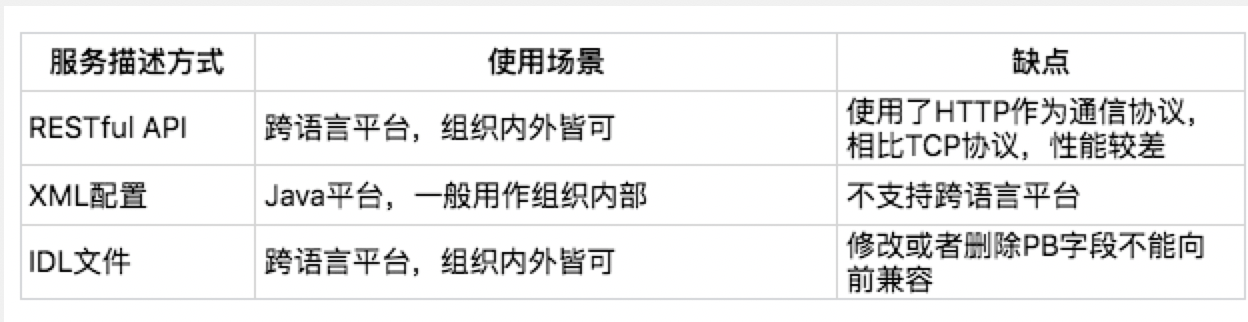 服务描述方式 使用场景 缺点
RESTful API 跨语言平台，组织内外皆可 使用了HTTP作为通信协议，
相比TCP协议，性能较差
XML配置 Java平台，一般用作组织内部 不支持跨语言平台
IDL文件 跨语言平台，组织内外皆可 修改或者删除PB字段不能向
前兼容